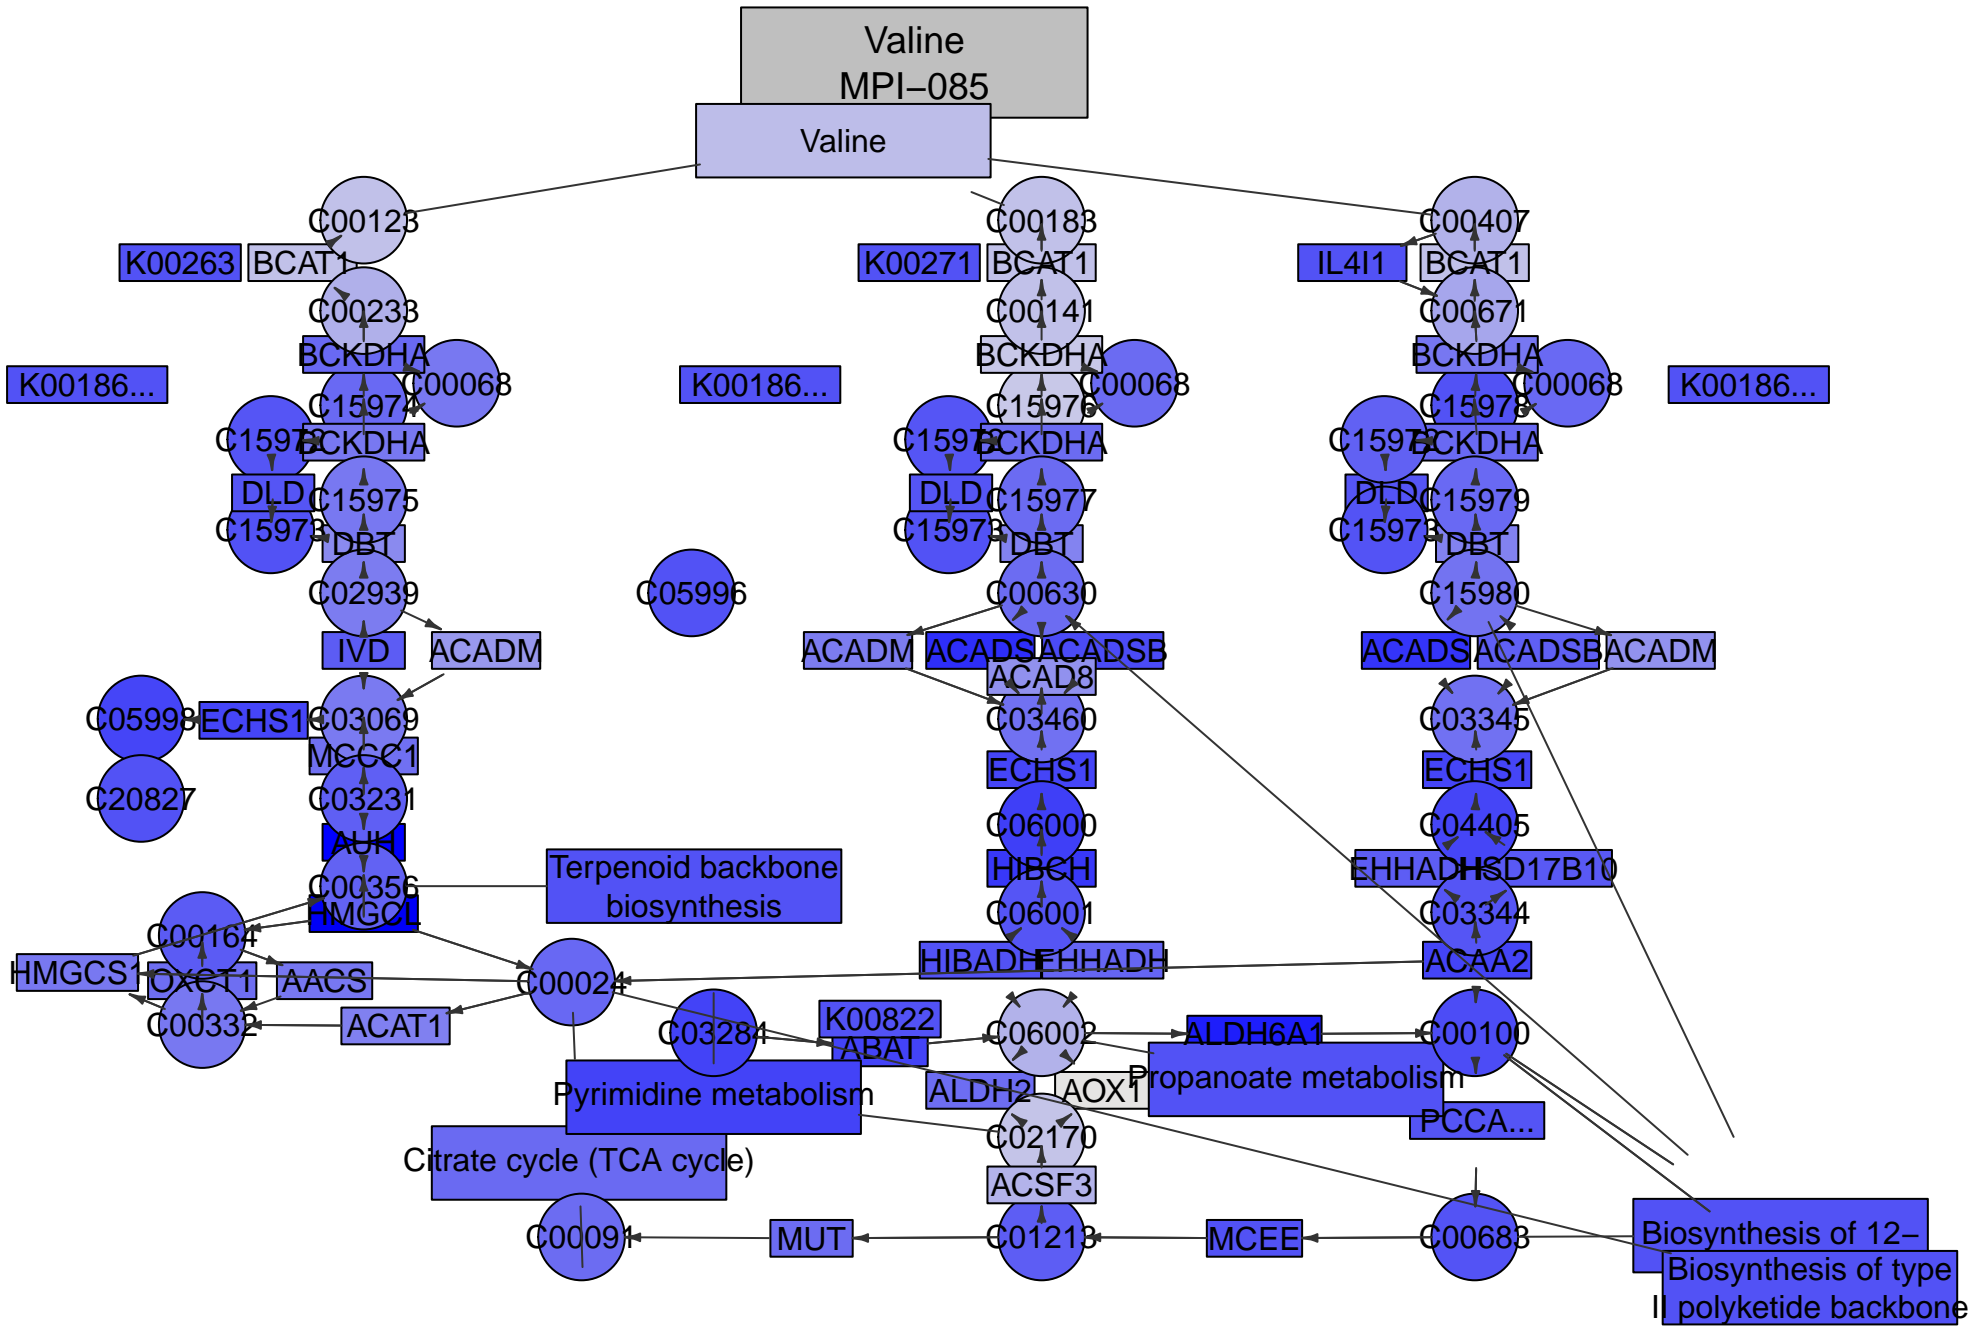 Valine
MPI–085
Valine
C00123
C00183
C00407
K00263
BCAT1
K00271
BCAT1
IL4I1
BCAT1
C00233
C00141
C00671
BCKDHA
BCKDHA
BCKDHA
K00186...
C00068
K00186...
C00068
C00068
K00186...
C15974
C15976
C15978
C15972
BCKDHA
C15972
BCKDHA
C15972
BCKDHA
DLD
C15975
DLD
C15977
DLD
C15979
C15973
DBT
C15973
DBT
C15973
DBT
C02939
C05996
C00630
C15980
IVD
ACADM
ACADM
ACADS
ACADSB
ACADS
ACADSB
ACADM
ACAD8
C05998
ECHS1
C03069
C03460
C03345
MCCC1
ECHS1
ECHS1
C20827
C03231
C06000
C04405
AUH
Terpenoid backbone
biosynthesis
HIBCH
EHHADH
HSD17B10
C00356
HMGCL
C06001
C03344
C00164
HMGCS1
OXCT1
AACS
C00024
HIBADH
EHHADH
ACAA2
C00332
ACAT1
C03284
K00822
ABAT
C06002
ALDH6A1
C00100
Pyrimidine metabolism
ALDH2
AOX1
Propanoate metabolism
PCCA...
C02170
Citrate cycle (TCA cycle)
ACSF3
C00091
MUT
C01213
MCEE
C00683
Biosynthesis of 12–
Biosynthesis of type
II polyketide backbone